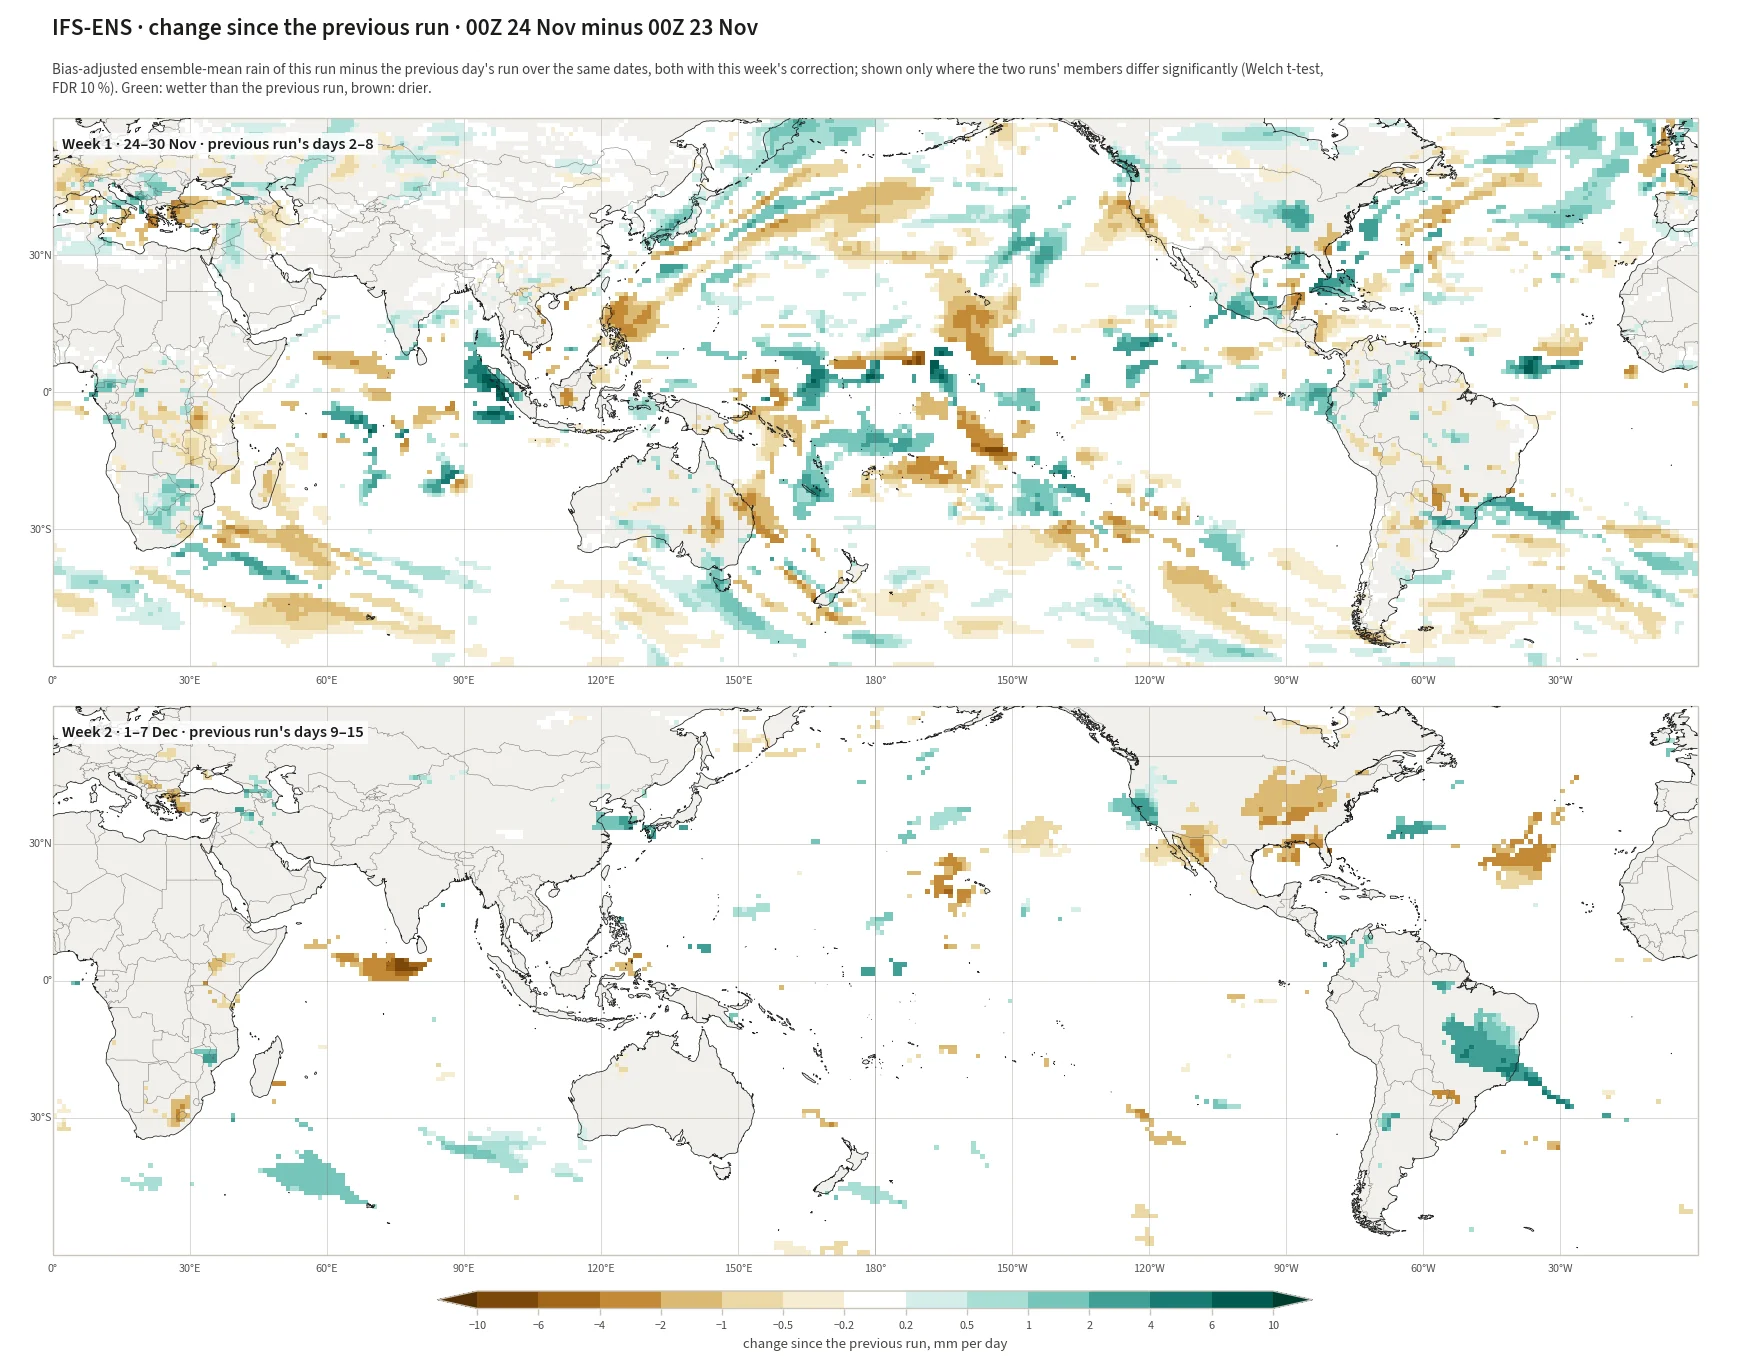 IFS-ENS · change since the previous run · 00Z 24 Nov minus 00Z 23 Nov
Bias-adjusted ensemble-mean rain of this run minus the previous day's run over the same dates, both with this week's correction; shown only where the two runs' members differ significantly (Welch t-test,
FDR 10 %). Green: wetter than the previous run, brown: drier.
Week 1 · 24–30 Nov · previous run's days 2–8
30°N
0°
30°S
0° 30°E 60°E 90°E 120°E 150°E 180° 150°W 120°W 90°W 60°W 30°W
Week 2 · 1–7 Dec · previous run's days 9–15
30°N
0°
30°S
0° 30°E 60°E 90°E 120°E 150°E 180° 150°W 120°W 90°W 60°W 30°W
−10 −6 −4 −2 −1 −0.5 −0.2 0.2 0.5 1 2 4 6 10
change since the previous run, mm per day